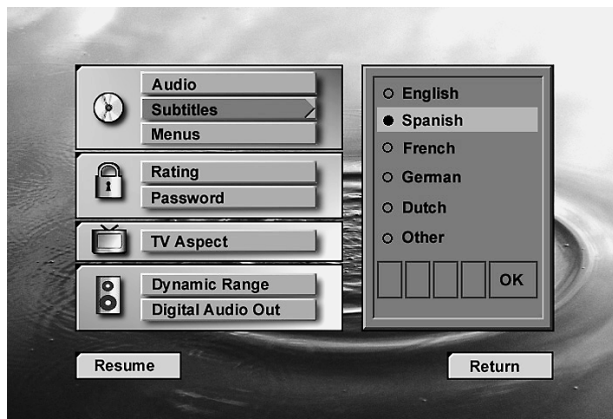 Audio
Subtitles
Menus
Rating
Password
TV Aspect
Dynamic Range
Digital Audio Out
English
Spanish
French
German
Dutch
Other
OK
Resume
Return